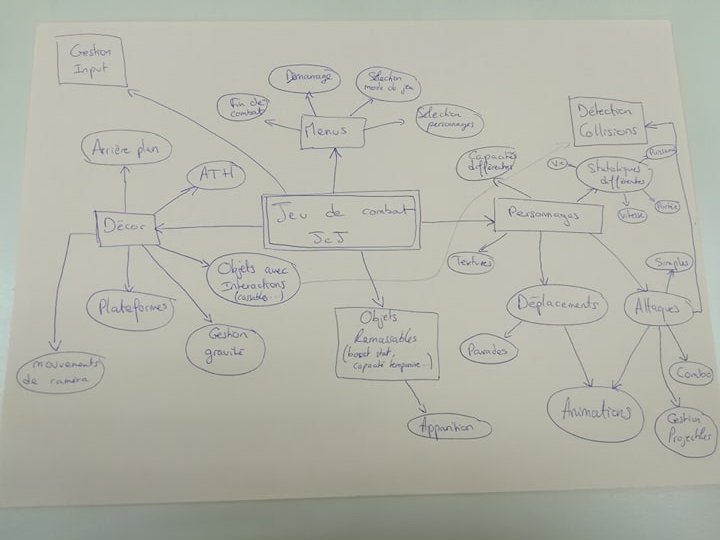 Gestion
Input
Démarrage
Sélection
mode de jeu
Fin de
combat
Menus
Sélection
personnages
Détection
Collisions
Arrière plan
ATH
Capacités
différentes
Vie
Puissance
Statistiques
différentes
Vitesse
Portée
Décor
Jeu de combat
JcJ
Personnages
Textures
Simples
Objets avec
Interactions
(cassables...)
Plateformes
Gestion
gravité
Objets
Ramassables
(boost stat,
capacité temporaire...)
Déplacements
Attaques
Parades
mouvements
de caméra
Combo
Apparition
Animations
Gestion
Projectiles